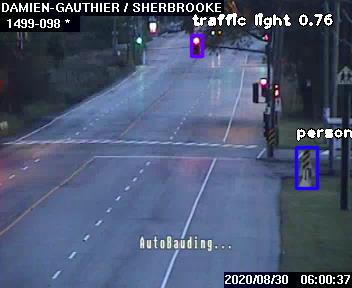 DAMIEN-GAUTHIER / SHERBROOKE
1499-098 *
traffic light 0.76
person
AutoBauding...
2020/08/30 06:00:37